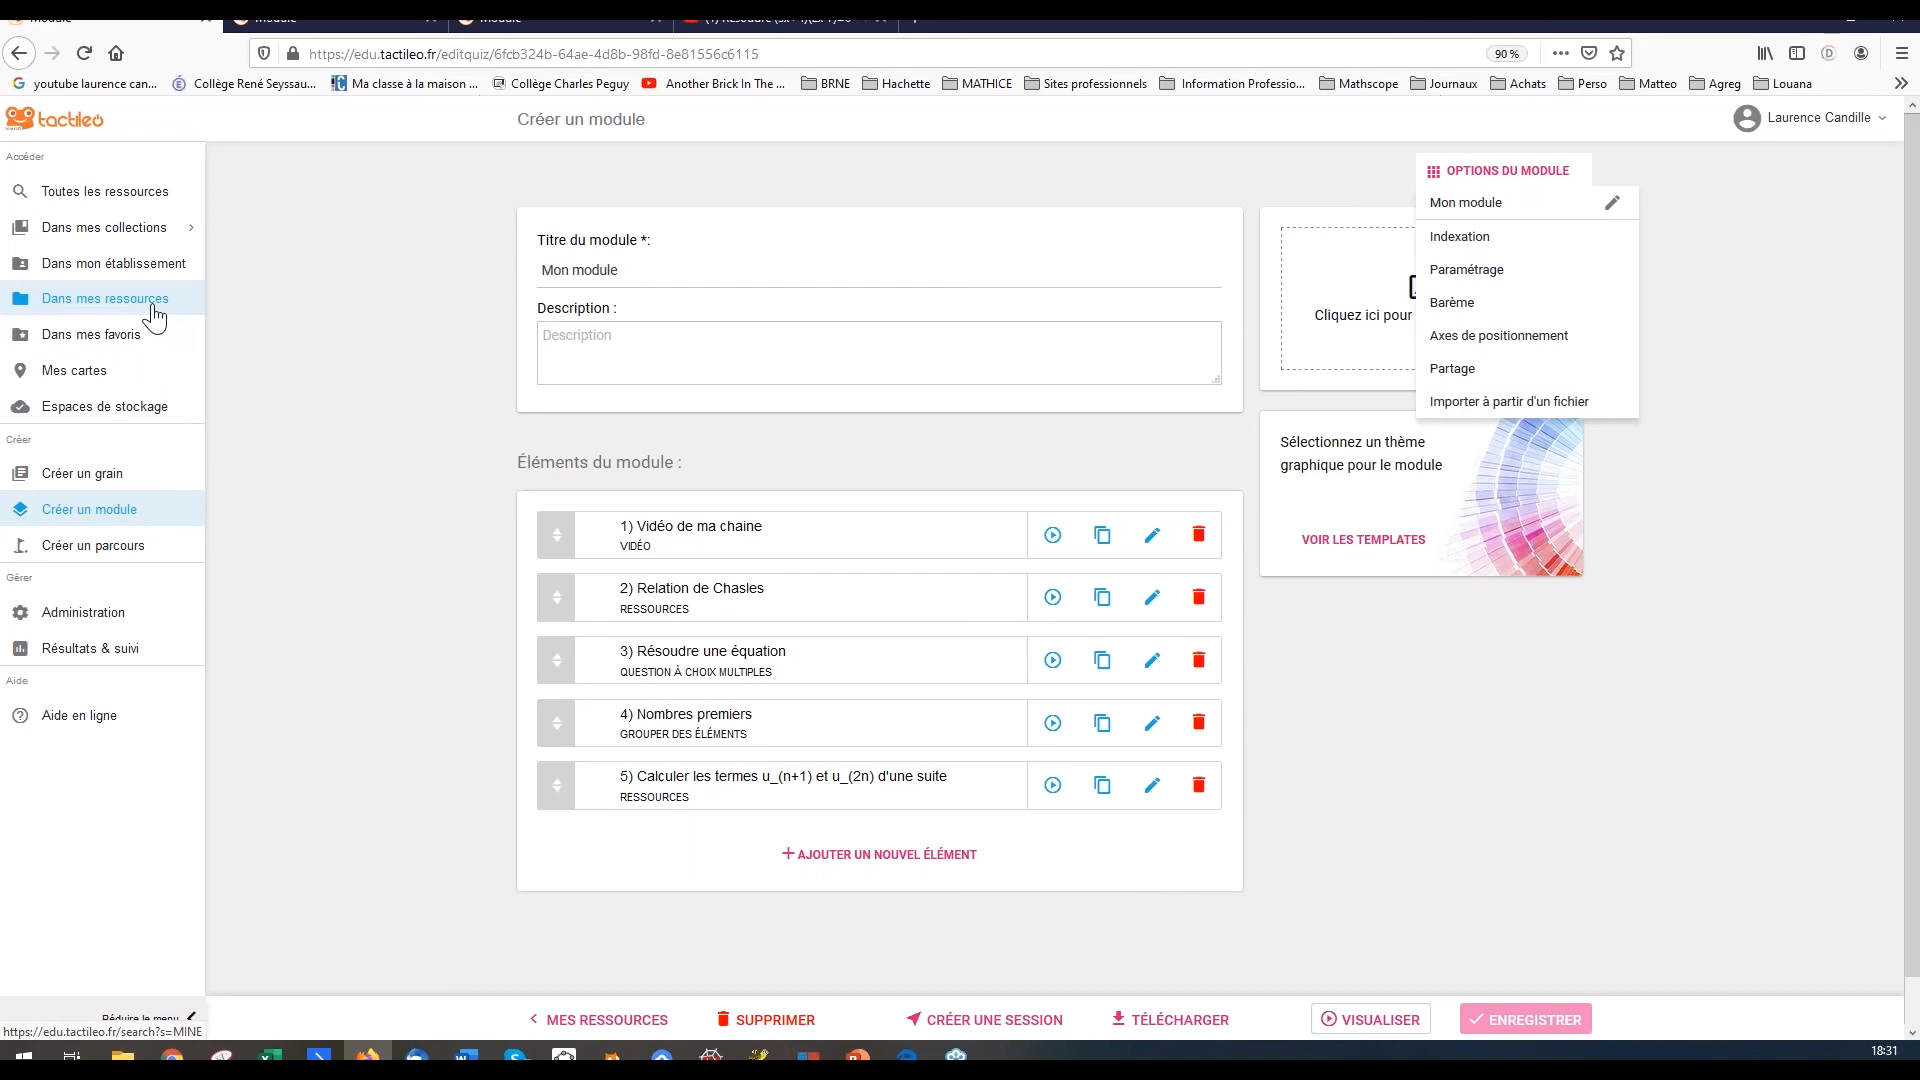 https://edu.tactileo.fr/editquiz/6fcb324b-64ae-4d8b-98fd-8e81556c6115
90 %
youtube laurence can...
Collège René Seyssau...
Ma classe à la maison ...
Collège Charles Peguy
Another Brick In The ...
BRNE
Hachette
MATHICE
Sites professionnels
Information Professio...
Mathscope
Journaux
Achats
Perso
Matteo
Agreg
Louana
tactileo
Créer un module
Laurence Candille
Accéder
Toutes les ressources
Dans mes collections
Dans mon établissement
Dans mes ressources
Dans mes favoris
Mes cartes
Espaces de stockage
Créer
Créer un grain
Créer un module
Créer un parcours
Gérer
Administration
Résultats & suivi
Aide
Aide en ligne
Réduire le menu
https://edu.tactileo.fr/search?s=MINE
Titre du module *:
Mon module
Description :
Description
Éléments du module :
1) Vidéo de ma chaine
VIDÉO
2) Relation de Chasles
RESSOURCES
3) Résoudre une équation
QUESTION À CHOIX MULTIPLES
4) Nombres premiers
GROUPER DES ÉLÉMENTS
5) Calculer les termes u_(n+1) et u_(2n) d'une suite
RESSOURCES
+ AJOUTER UN NOUVEL ÉLÉMENT
OPTIONS DU MODULE
Mon module
Indexation
Paramétrage
Barème
Axes de positionnement
Partage
Importer à partir d'un fichier
Cliquez ici pour
Sélectionnez un thème
graphique pour le module
VOIR LES TEMPLATES
MES RESSOURCES
SUPPRIMER
CRÉER UNE SESSION
TÉLÉCHARGER
VISUALISER
ENREGISTRER
18:31